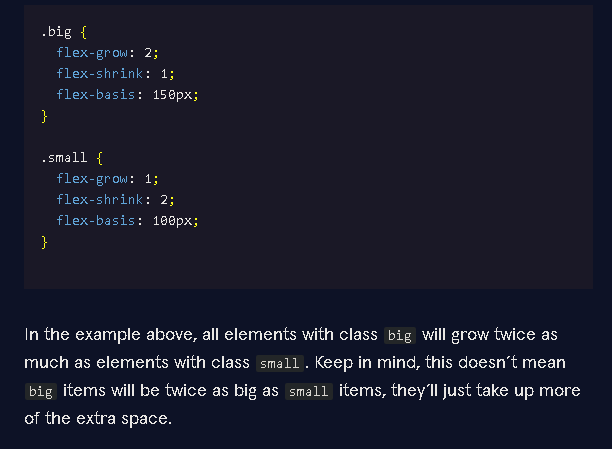 .big {
  flex-grow: 2;
  flex-shrink: 1;
  flex-basis: 150px;
}
.small {
  flex-grow: 1;
  flex-shrink: 2;
  flex-basis: 100px;
}
In the example above, all elements with class big will grow twice as
much as elements with class small. Keep in mind, this doesn’t mean
big items will be twice as big as small items, they’ll just take up more
of the extra space.